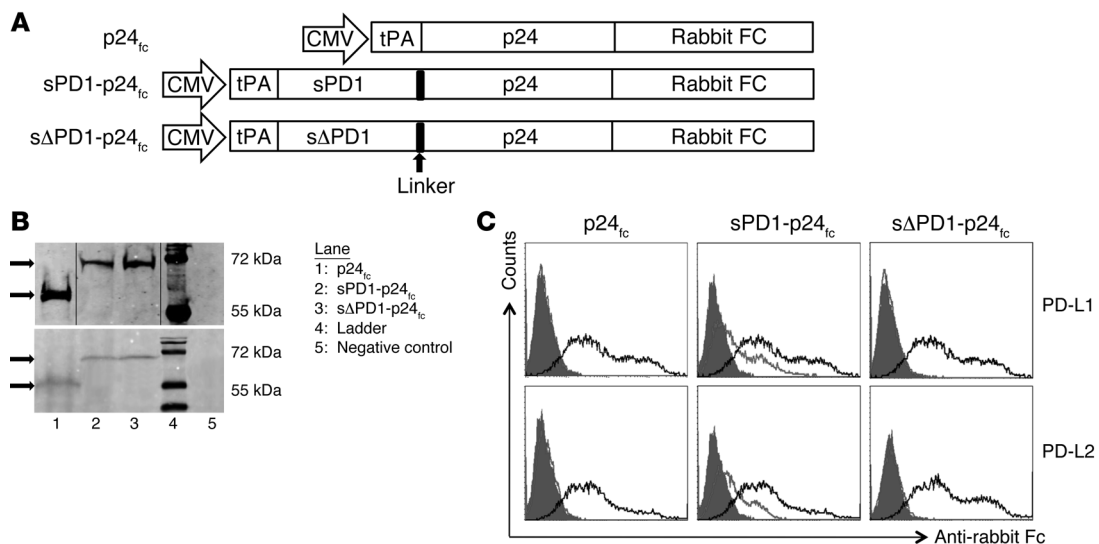 A
p24fc CMV tPA p24 Rabbit FC
sPD1-p24fc CMV tPA sPD1 p24 Rabbit FC
sΔPD1-p24fc CMV tPA sΔPD1 p24 Rabbit FC
Linker
B
72 kDa
55 kDa
72 kDa
55 kDa
1 2 3 4 5
Lane
1: p24fc
2: sPD1-p24fc
3: sΔPD1-p24fc
4: Ladder
5: Negative control
C
p24fc sPD1-p24fc sΔPD1-p24fc
Counts
PD-L1
PD-L2
Anti-rabbit Fc